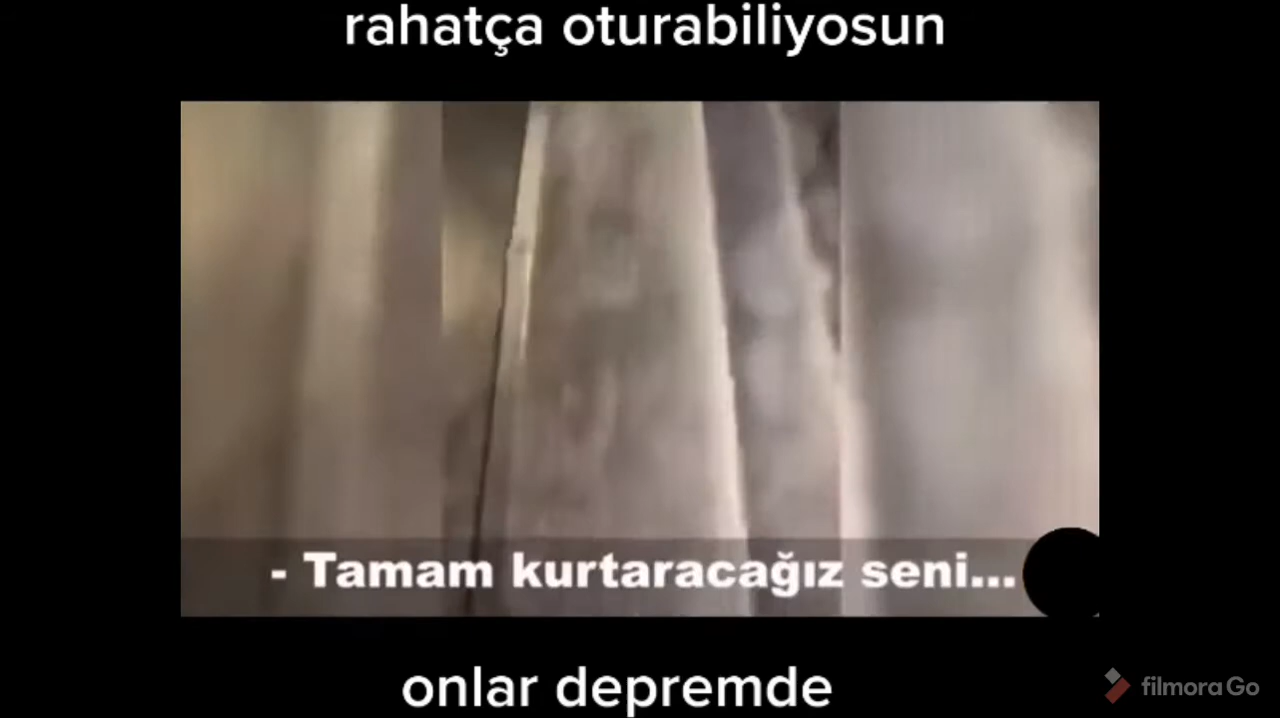 rahatça oturabiliyosun
- Tamam kurtaracağız seni...
onlar depremde
filmoraGo